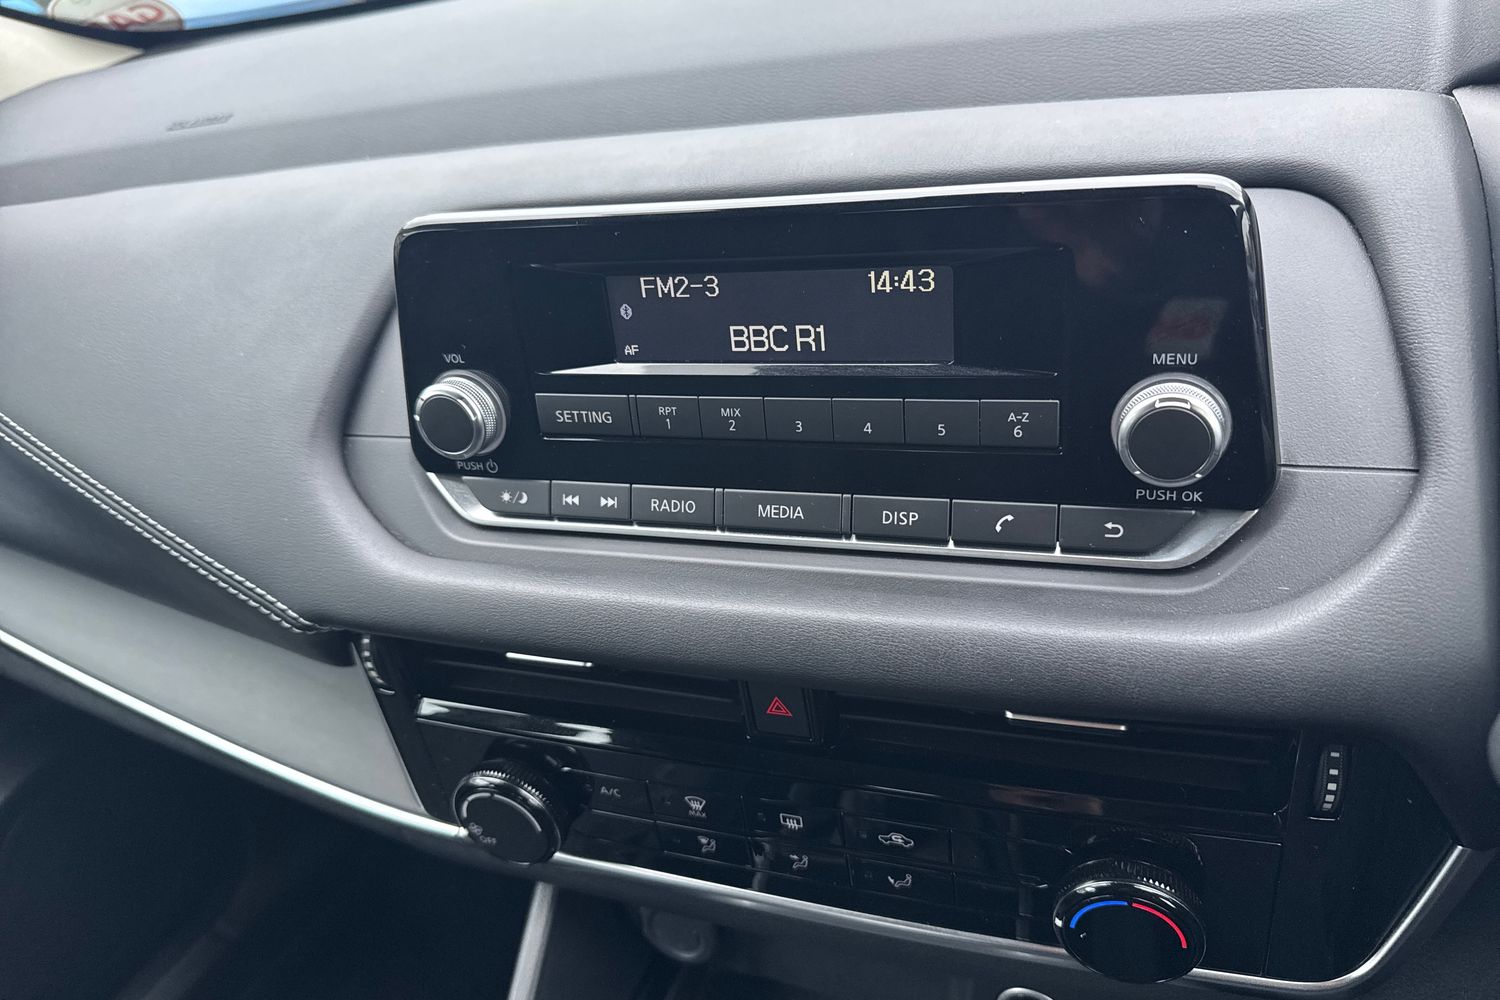 FM2-3 14:43
BBC R1
AF
VOL
MENU
SETTING RPT 1 MIX 2 3 4 5 A-Z 6
PUSH
PUSH OK
RADIO MEDIA DISP
A/C
MAX
OFF